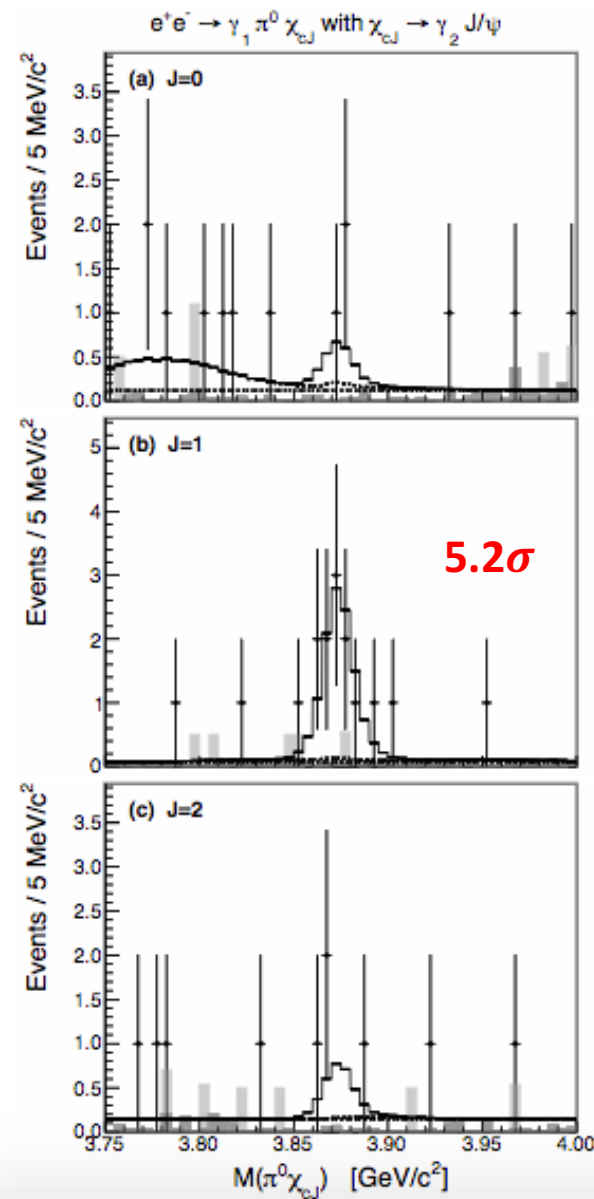 e⁺e⁻ → γ₁ π⁰ χ_cJ with χ_cJ → γ₂ J/ψ
(a) J=0
Events / 5 MeV/c²
3.5
3.0
2.5
2.0
1.5
1.0
0.5
0.0
(b) J=1
Events / 5 MeV/c²
5
4
3
2
1
0
5.2σ
(c) J=2
Events / 5 MeV/c²
3.5
3.0
2.5
2.0
1.5
1.0
0.5
0.0
3.75 3.80 3.85 3.90 3.95 4.00
M(π⁰χ_cJ) [GeV/c²]